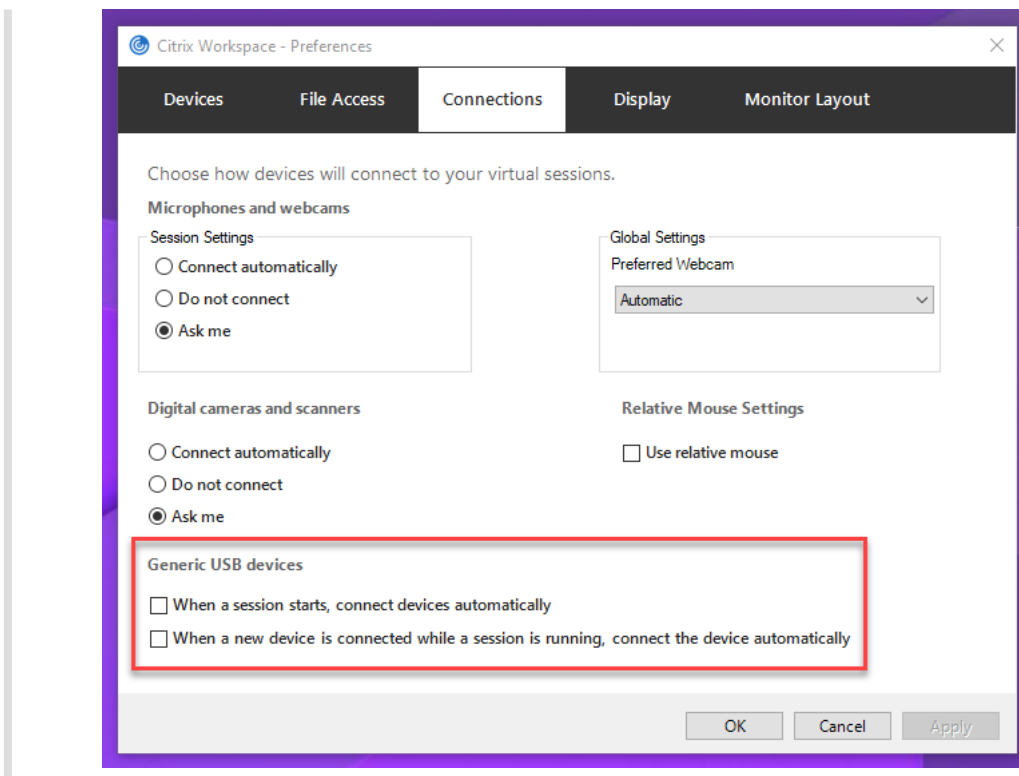 Citrix Workspace - Preferences
Devices
File Access
Connections
Display
Monitor Layout
Choose how devices will connect to your virtual sessions.
Microphones and webcams
Session Settings
Connect automatically
Do not connect
Ask me
Global Settings
Preferred Webcam
Automatic
Digital cameras and scanners
Connect automatically
Do not connect
Ask me
Relative Mouse Settings
Use relative mouse
Generic USB devices
When a session starts, connect devices automatically
When a new device is connected while a session is running, connect the device automatically
OK
Cancel
Apply